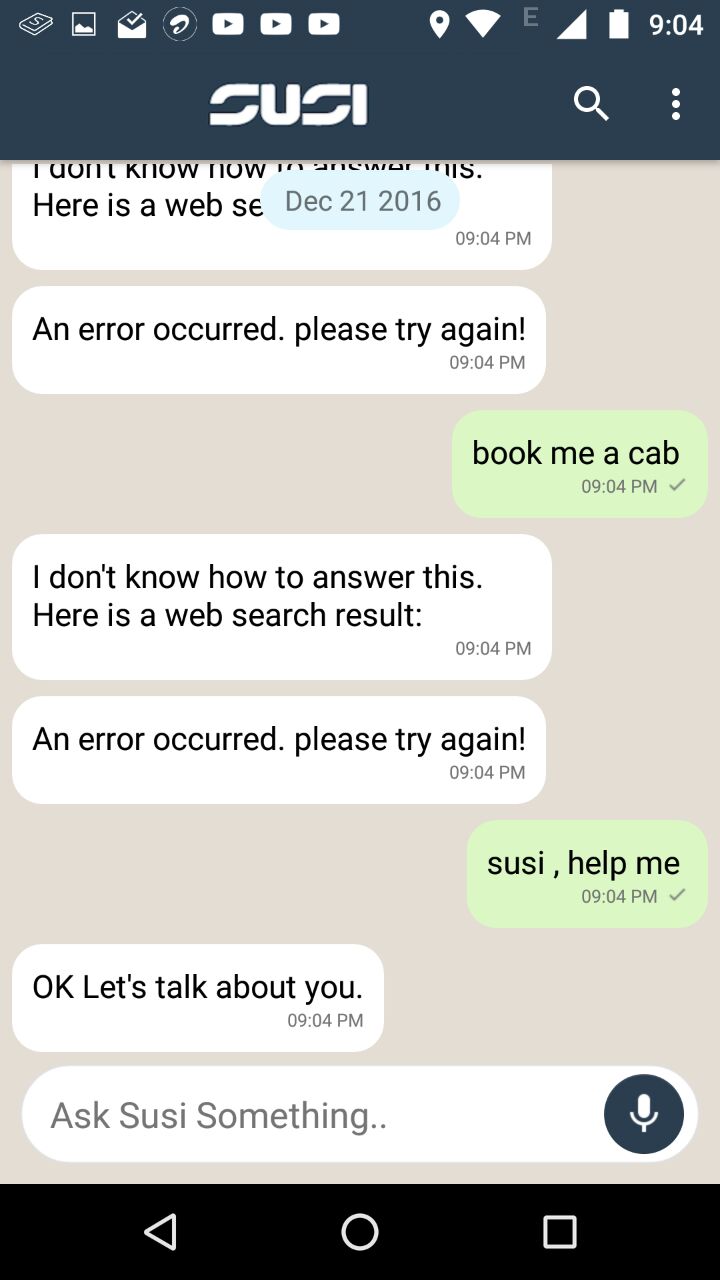 E 9:04
SUSI
I don't know how to answer this.
Here is a web se
Dec 21 2016
09:04 PM
An error occurred. please try again!
09:04 PM
book me a cab
09:04 PM
I don't know how to answer this.
Here is a web search result:
09:04 PM
An error occurred. please try again!
09:04 PM
susi , help me
09:04 PM
OK Let's talk about you.
09:04 PM
Ask Susi Something..